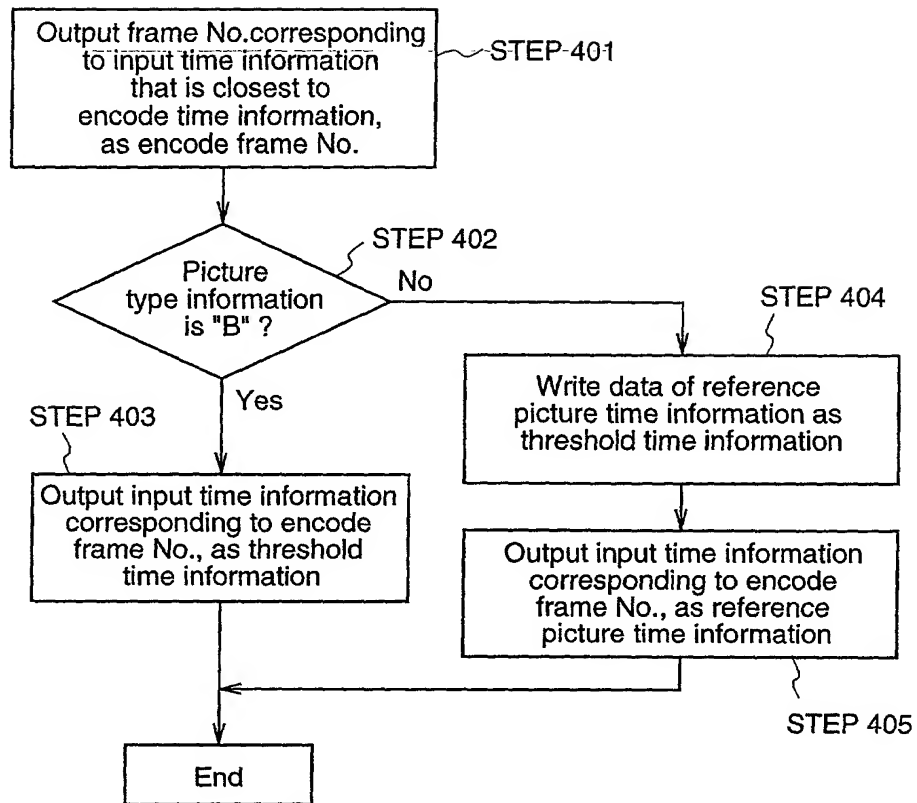 Output frame No.corresponding
to input time information
that is closest to
encode time information,
as encode frame No.
STEP 401
STEP 402
Picture
type information
is "B" ?
No
Yes
STEP 404
Write data of reference
picture time information as
threshold time information
STEP 403
Output input time information
corresponding to encode
frame No., as threshold
time information
Output input time information
corresponding to encode
frame No., as reference
picture time information
STEP 405
End